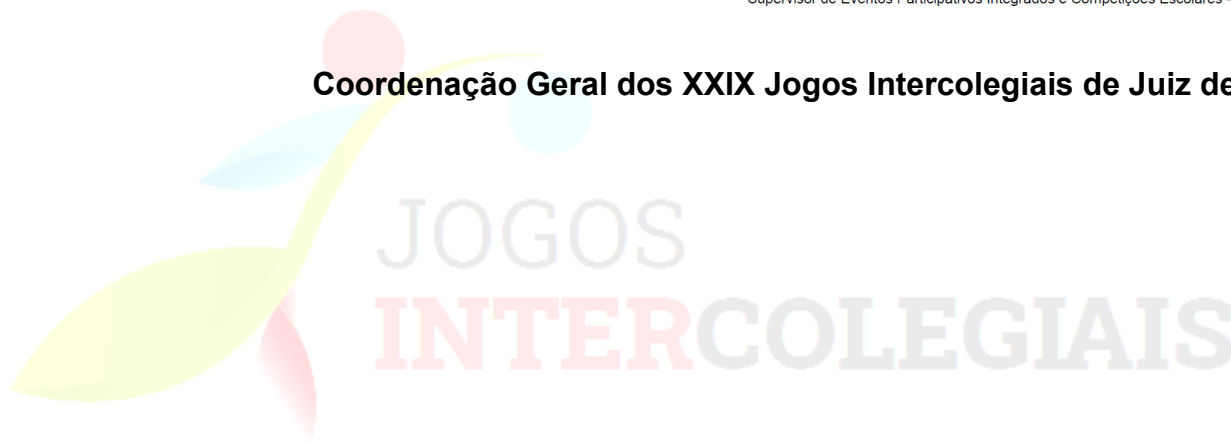 Supervisor de Eventos Participativos Integrados e Competições Escolares -
Coordenação Geral dos XXIX Jogos Intercolegiais de Juiz de
JOGOS
INTERCOLEGIAIS